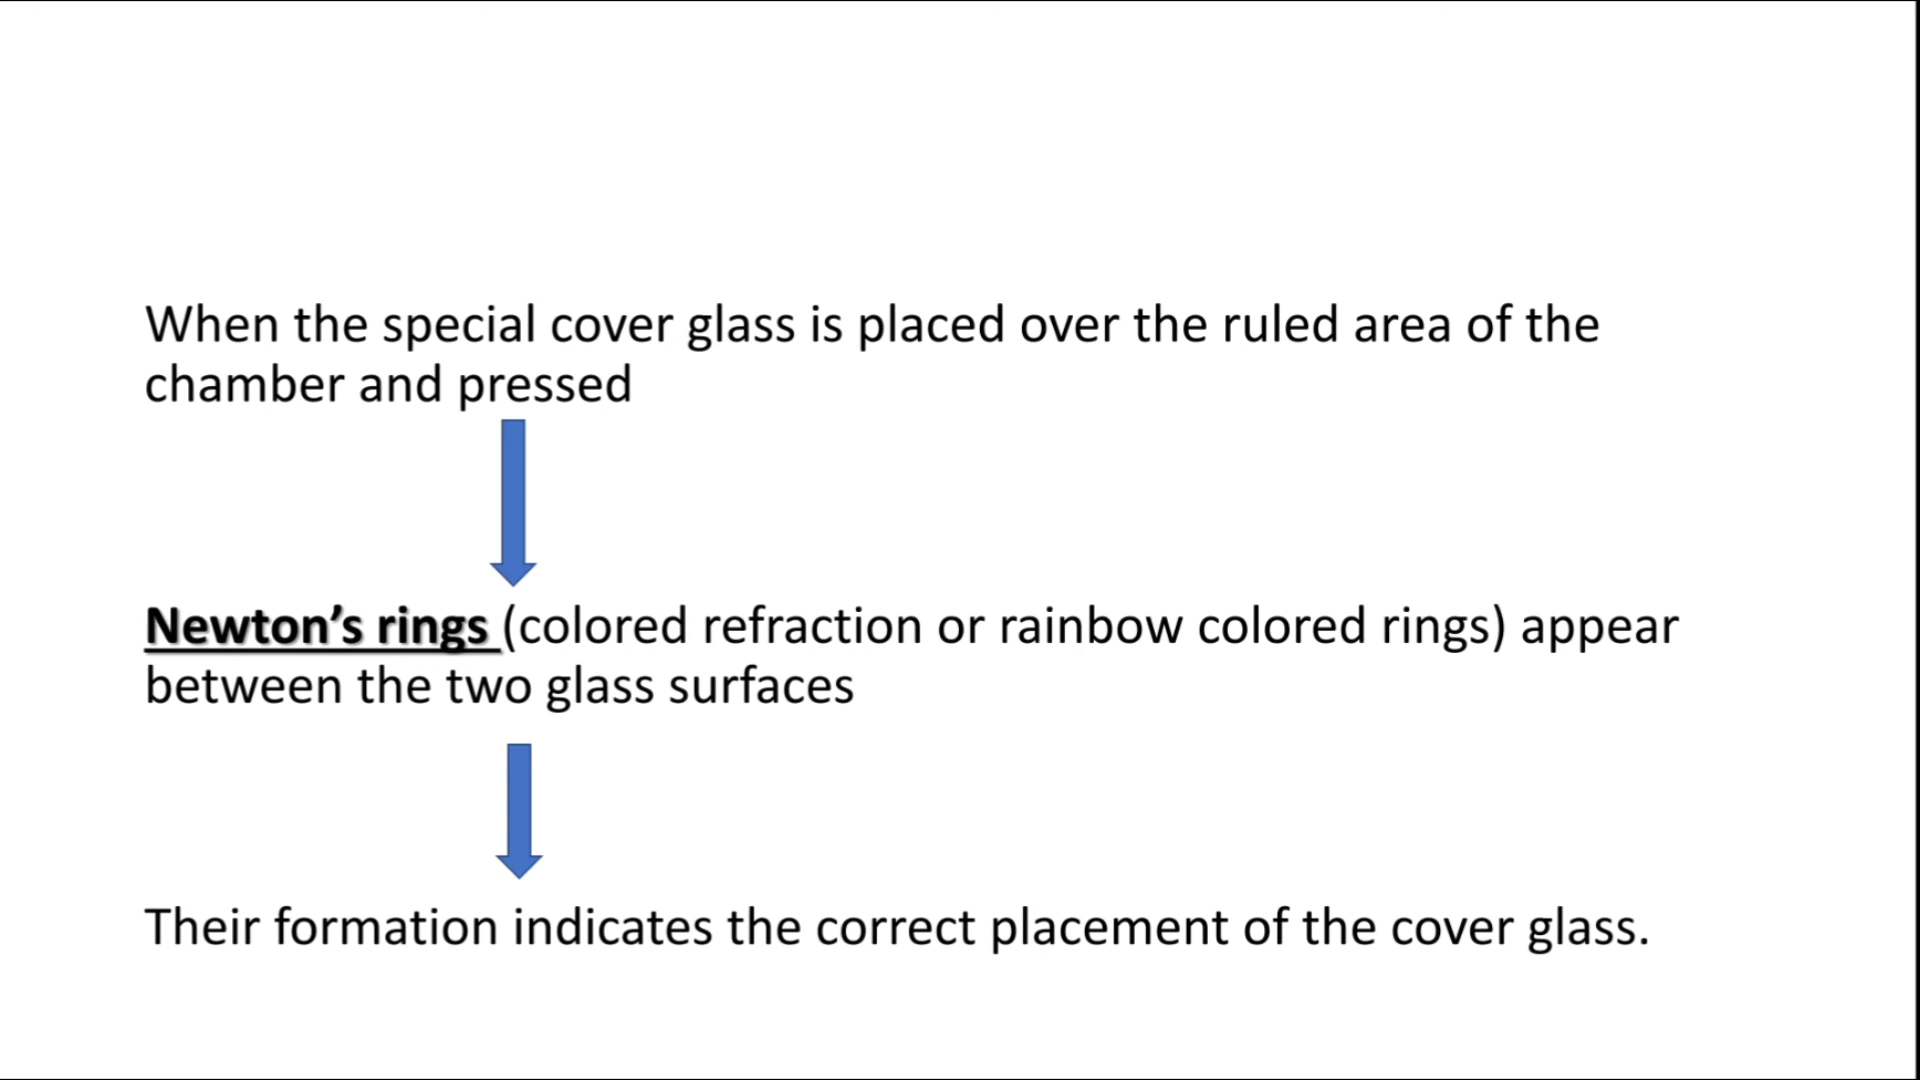 When the special cover glass is placed over the ruled area of the
chamber and pressed
Newton’s rings (colored refraction or rainbow colored rings) appear
between the two glass surfaces
Their formation indicates the correct placement of the cover glass.